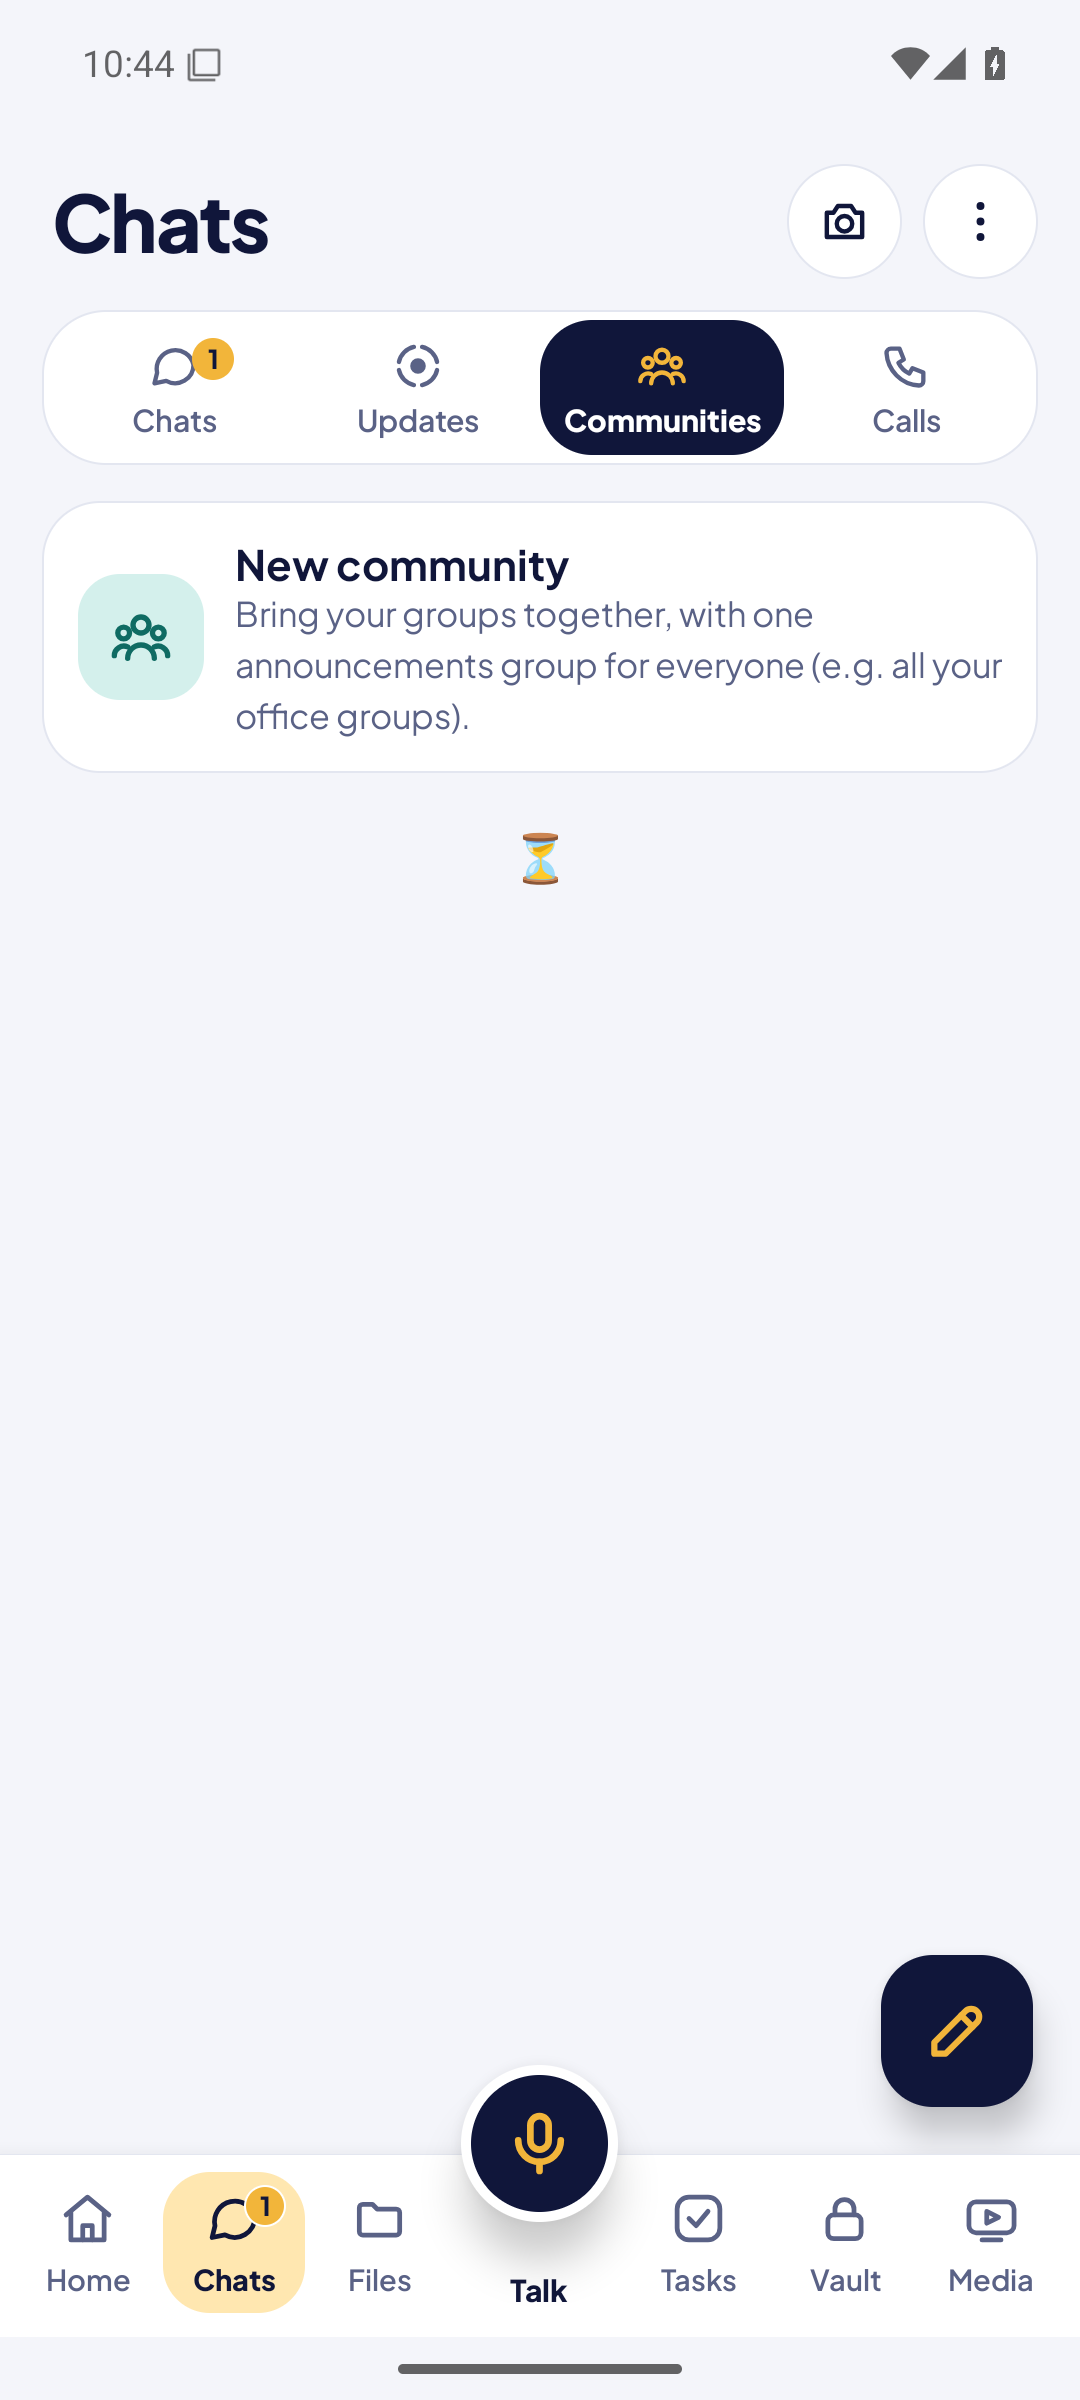 10:44
Chats
1
Chats
Updates
Communities
Calls
New community
Bring your groups together, with one
announcements group for everyone (e.g. all your
office groups).
1
Home
Chats
Files
Talk
Tasks
Vault
Media